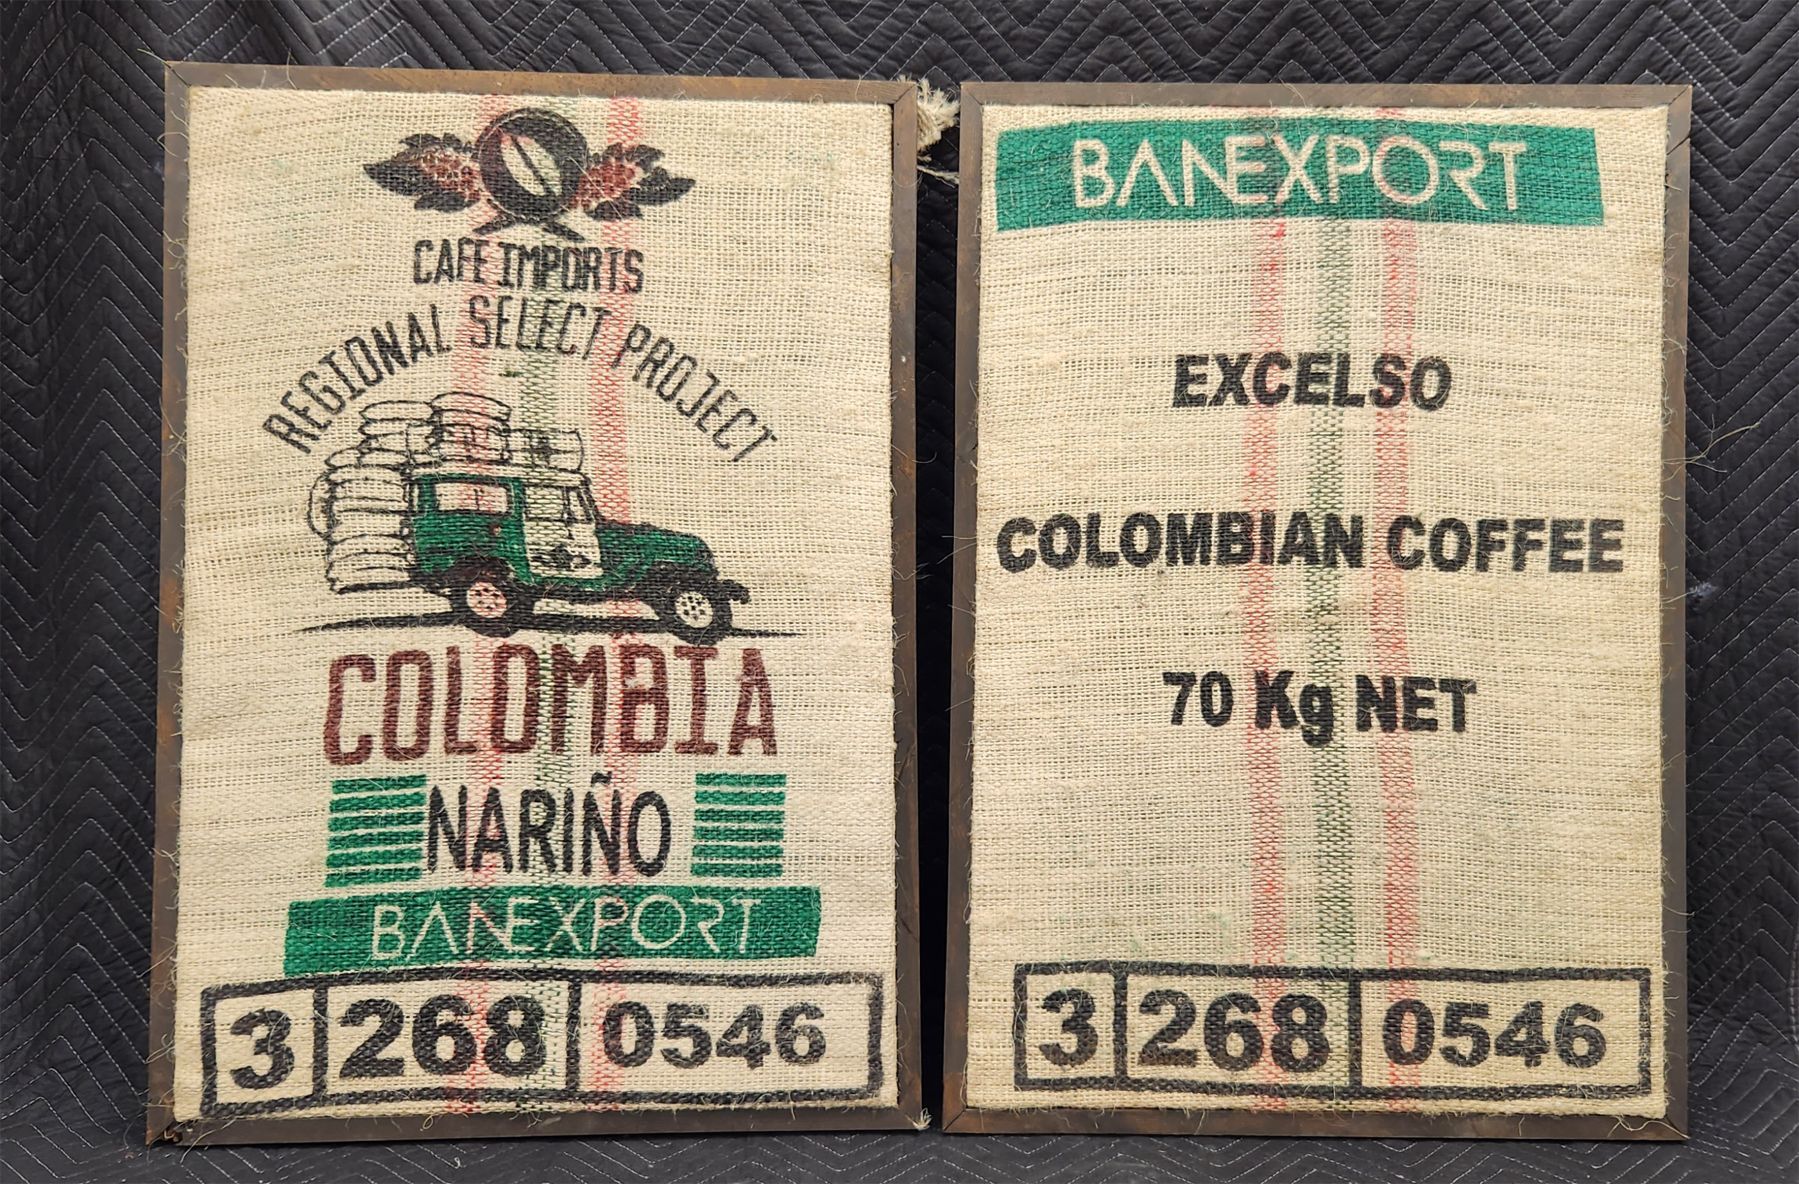 CAFE IMPORTS
REGIONAL SELECT PROJECT
COLOMBIA
NARIÑO
BANEXPORT
3 268 0546
BANEXPORT
EXCELSO
COLOMBIAN COFFEE
70 Kg NET
3 268 0546